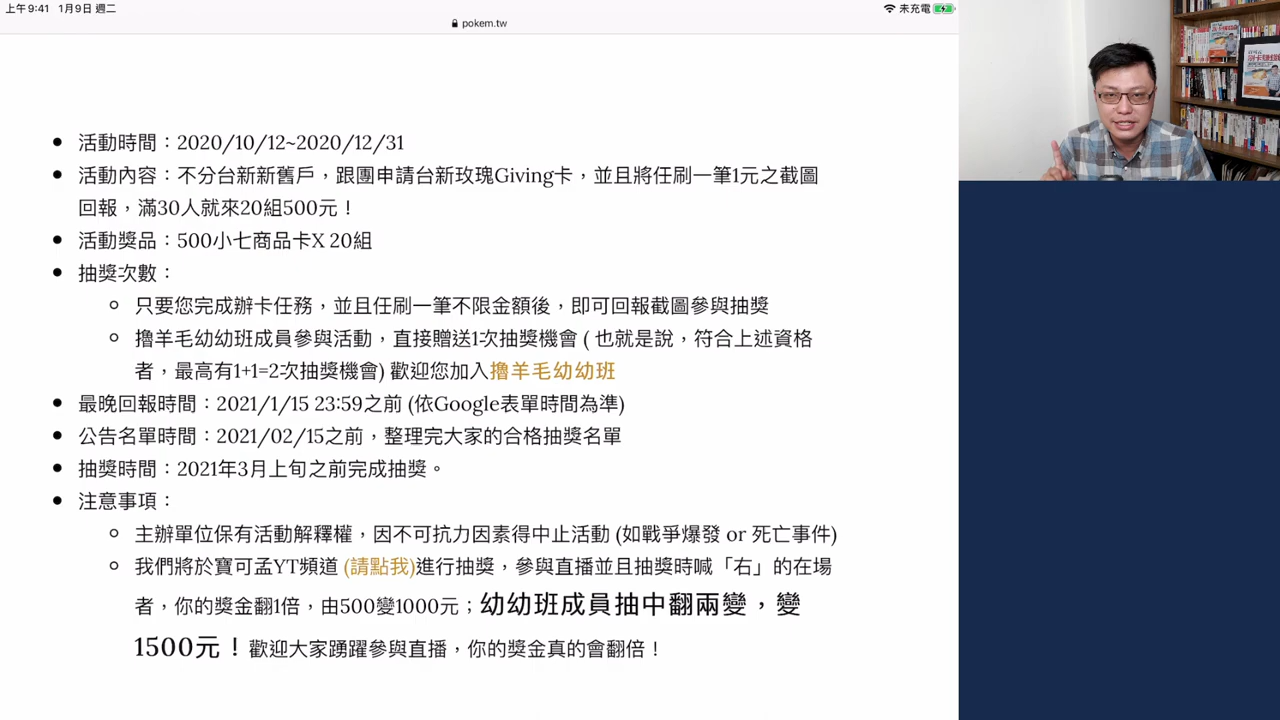 上午9:41 1月9日 週二
未充電
pokem.tw
活動時間：2020/10/12~2020/12/31
活動內容：不分台新新舊戶，跟團申請台新玫瑰Giving卡，並且將任刷一筆1元之截圖
回報，滿30人就來20組500元！
活動獎品：500小七商品卡X 20組
抽獎次數：
只要您完成辦卡任務，並且任刷一筆不限金額後，即可回報截圖參與抽獎
擼羊毛幼幼班成員參與活動，直接贈送1次抽獎機會 ( 也就是說，符合上述資格
者，最高有1+1=2次抽獎機會) 歡迎您加入擼羊毛幼幼班
最晚回報時間：2021/1/15 23:59之前 (依Google表單時間為準)
公告名單時間：2021/02/15之前，整理完大家的合格抽獎名單
抽獎時間：2021年3月上旬之前完成抽獎。
注意事項：
主辦單位保有活動解釋權，因不可抗力因素得中止活動 (如戰爭爆發 or 死亡事件)
我們將於寶可孟YT頻道 (請點我)進行抽獎，參與直播並且抽獎時喊「右」的在場
者，你的獎金翻1倍，由500變1000元；幼幼班成員抽中翻兩變，變
1500元！歡迎大家踴躍參與直播，你的獎金真的會翻倍！